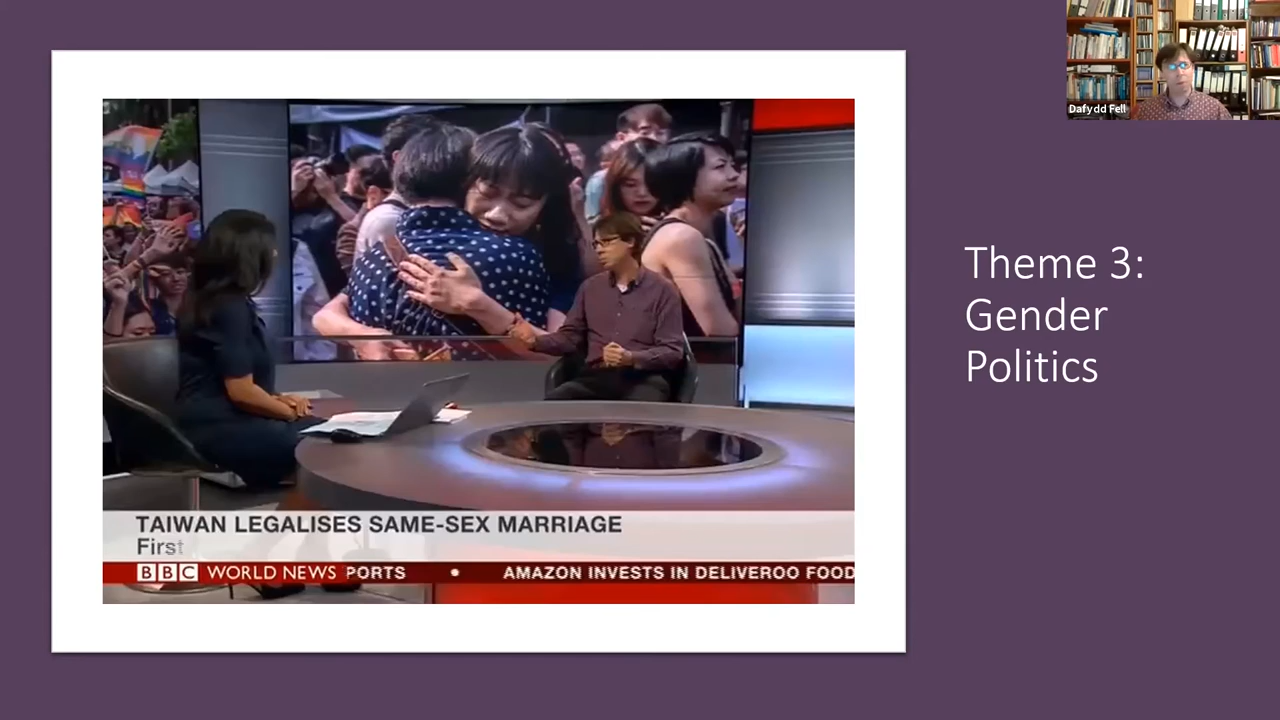 Dafydd Fell
Theme 3:
Gender
Politics
TAIWAN LEGALISES SAME-SEX MARRIAGE
First
BBC WORLD NEWS PORTS • AMAZON INVESTS IN DELIVEROO FOOD